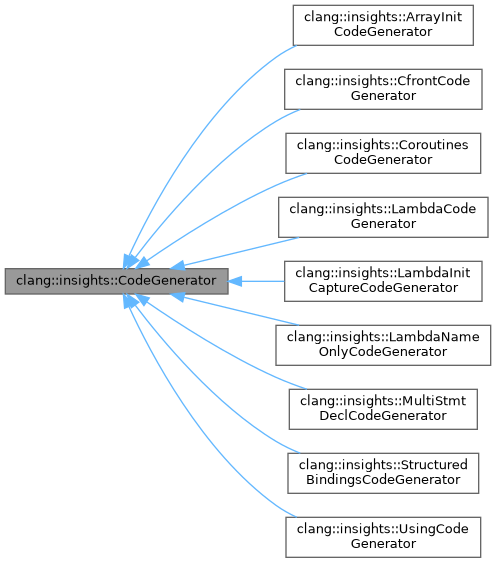 clang::insights::ArrayInit
CodeGenerator
clang::insights::CfrontCode
Generator
clang::insights::Coroutines
CodeGenerator
clang::insights::LambdaCode
Generator
clang::insights::CodeGenerator
clang::insights::LambdaInit
CaptureCodeGenerator
clang::insights::LambdaName
OnlyCodeGenerator
clang::insights::MultiStmt
DeclCodeGenerator
clang::insights::Structured
BindingsCodeGenerator
clang::insights::UsingCode
Generator